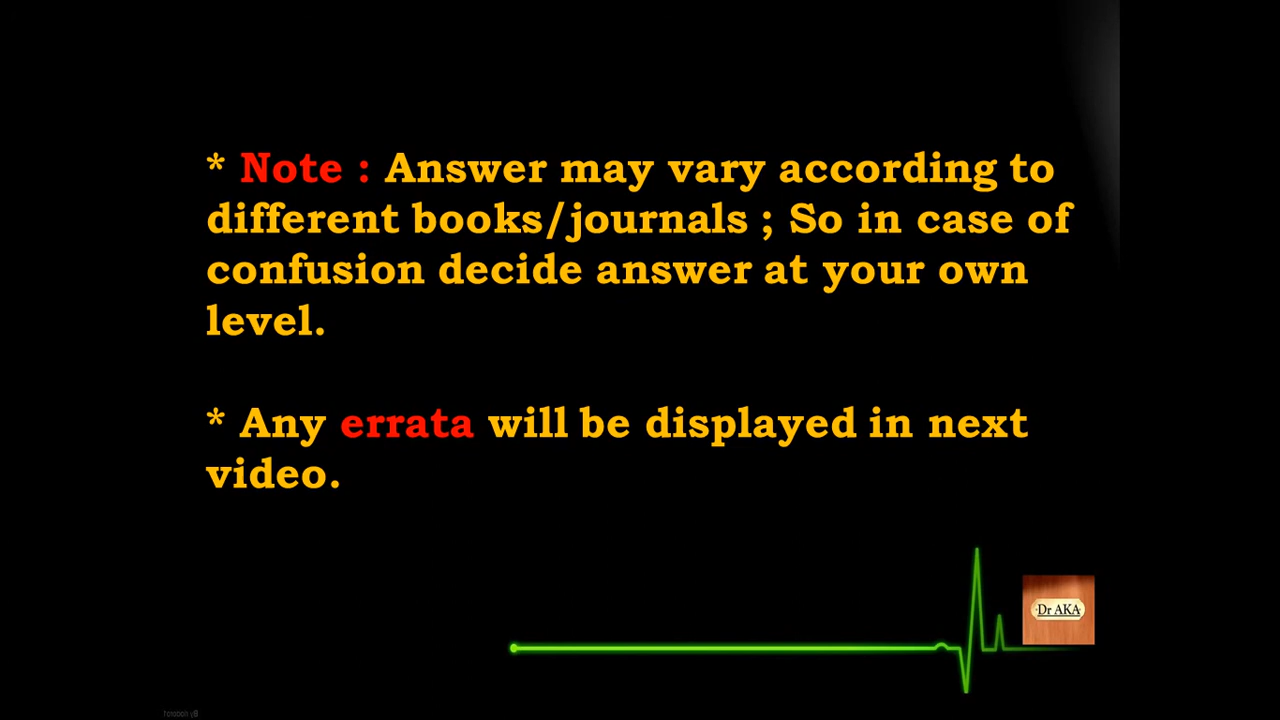 * Note : Answer may vary according to
different books/journals ; So in case of
confusion decide answer at your own
level.
* Any errata will be displayed in next
video.
Dr AKA